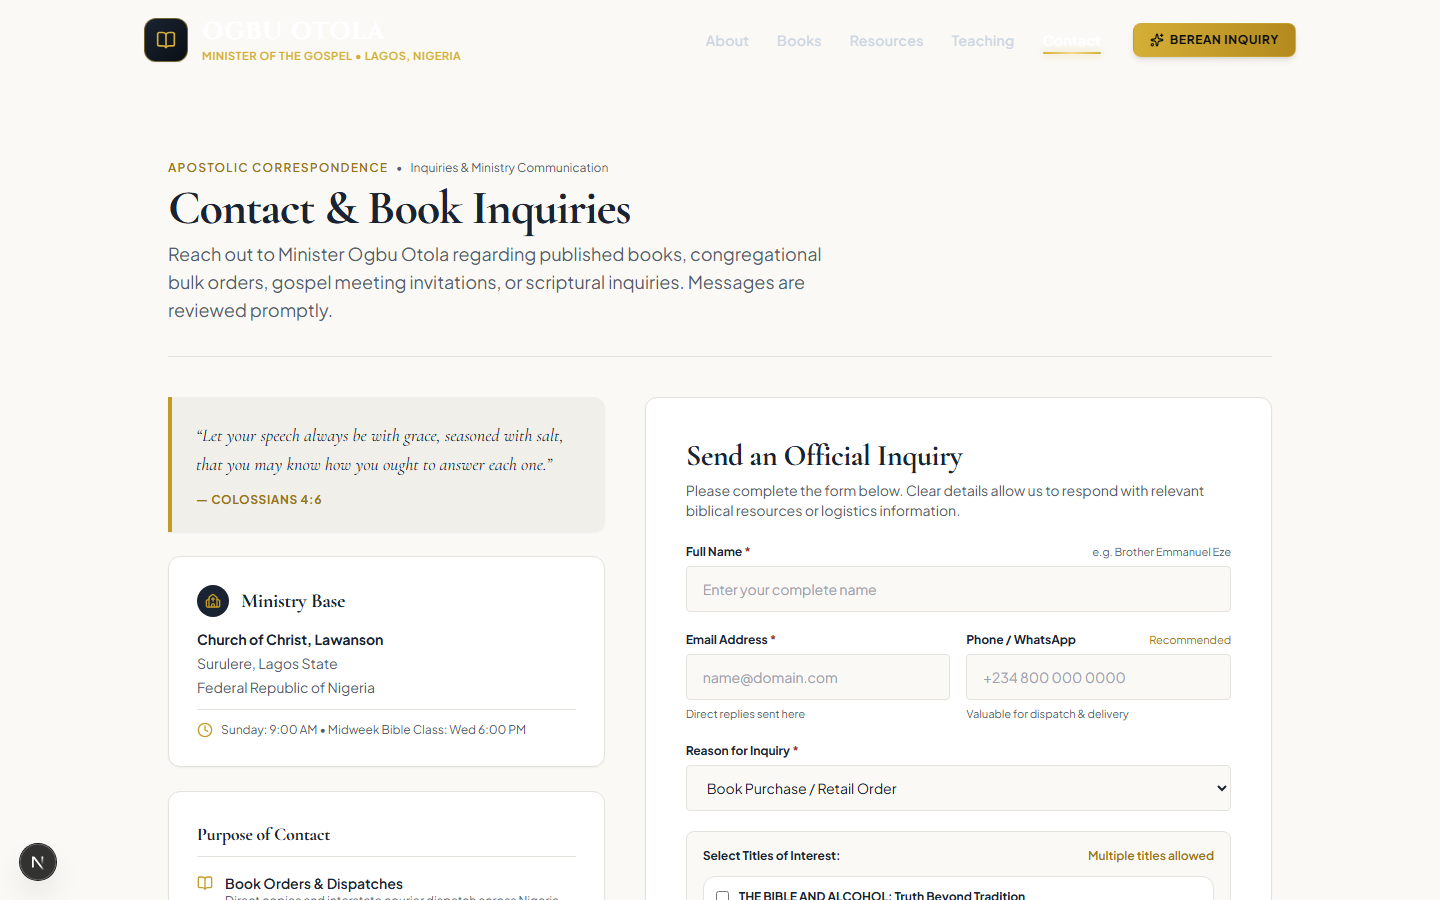 OGBU OTOLA
MINISTER OF THE GOSPEL • LAGOS, NIGERIA
About
Books
Resources
Teaching
Contact
BEREAN INQUIRY
APOSTOLIC CORRESPONDENCE • Inquiries & Ministry Communication
Contact & Book Inquiries
Reach out to Minister Ogbu Otola regarding published books, congregational
bulk orders, gospel meeting invitations, or scriptural inquiries. Messages are
reviewed promptly.
“Let your speech always be with grace, seasoned with salt,
that you may know how you ought to answer each one.”
— COLOSSIANS 4:6
Ministry Base
Church of Christ, Lawanson
Surulere, Lagos State
Federal Republic of Nigeria
Sunday: 9:00 AM • Midweek Bible Class: Wed 6:00 PM
Purpose of Contact
Book Orders & Dispatches
Direct copies and interstate courier dispatch across Nigeria
Send an Official Inquiry
Please complete the form below. Clear details allow us to respond with relevant
biblical resources or logistics information.
Full Name *
e.g. Brother Emmanuel Eze
Enter your complete name
Email Address *
name@domain.com
Direct replies sent here
Phone / WhatsApp
Recommended
+234 800 000 0000
Valuable for dispatch & delivery
Reason for Inquiry *
Book Purchase / Retail Order
Select Titles of Interest:
Multiple titles allowed
THE BIBLE AND ALCOHOL: Truth Beyond Tradition
N